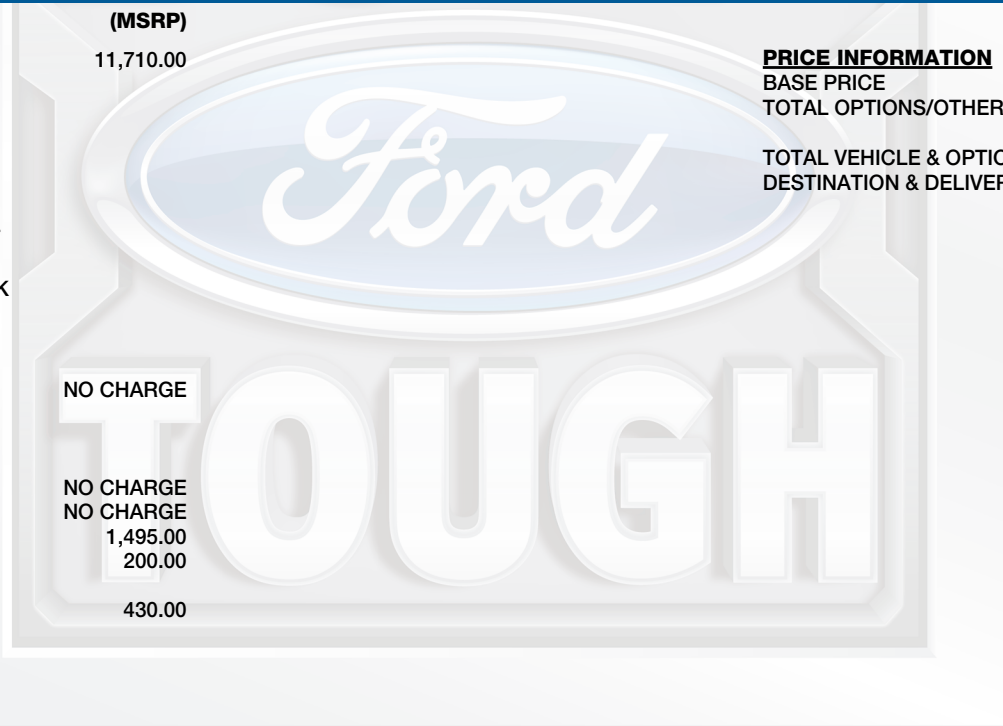 (MSRP)
11,710.00
NO CHARGE
NO CHARGE
NO CHARGE
1,495.00
200.00
430.00
PRICE INFORMATION
BASE PRICE
TOTAL OPTIONS/OTHER
TOTAL VEHICLE & OPTIO
DESTINATION & DELIVER
Ford
TOUGH
K